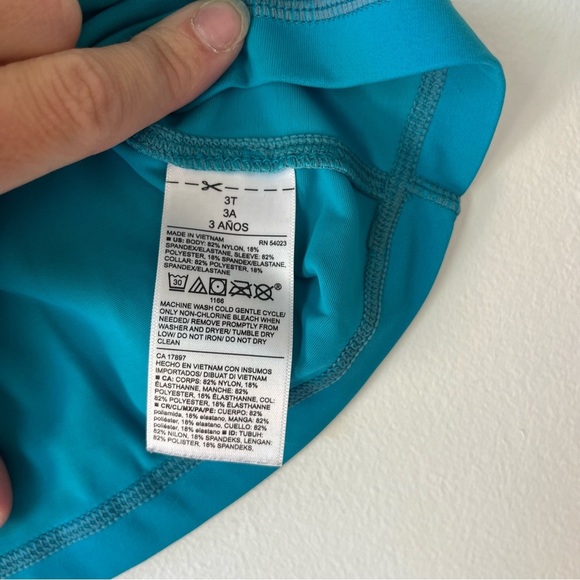 3T
3A
3 AÑOS
MADE IN VIETNAM RN 54023
■ US: BODY: 82% NYLON, 18%
SPANDEX/ELASTANE, SLEEVE: 82%
POLYESTER, 18% SPANDEX/ELASTANE,
COLLAR: 82% POLYESTER, 18%
SPANDEX/ELASTANE
30
®
1166
MACHINE WASH COLD GENTLE CYCLE/
ONLY NON-CHLORINE BLEACH WHEN
NEEDED/ REMOVE PROMPTLY FROM
WASHER AND DRYER/ TUMBLE DRY
LOW/ DO NOT IRON/ DO NOT DRY
CLEAN
CA 17897
HECHO EN VIETNAM CON INSUMOS
IMPORTADOS/ DIBUAT DI VIETNAM
■ CA: CORPS: 82% NYLON, 18%
ÉLASTHANNE, MANCHE: 82%
POLYESTER, 18% ÉLASTHANNE, COL:
82% POLYESTER, 18% ÉLASTHANNE
■ CR/CL/MX/PA/PE: CUERPO: 82%
poliamida, 18% elastano, MANGA: 82%
poliéster, 18% elastano, CUELLO: 82%
poliéster, 18% elastano ■ ID: TUBUH:
82% NILON, 18% SPANDEKS, LENGAN:
82% POLISTER, 18% SPANDEKS,